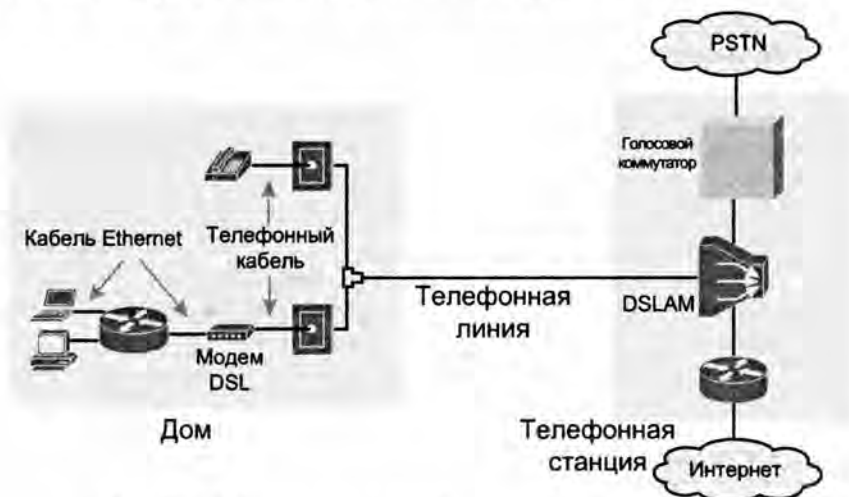 PSTN
Голосовой
коммутатор
Кабель Ethernet
Телефонный
кабель
Телефонная
линия
DSLAM
Модем
DSL
Дом
Телефонная
станция
Интернет